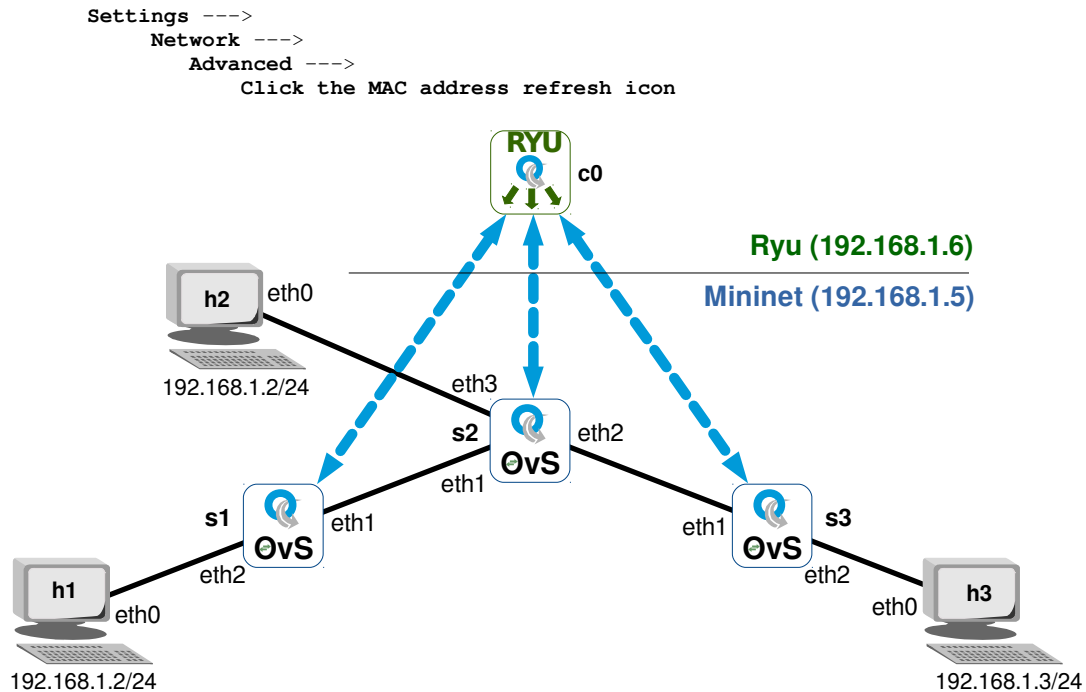 Settings --->
Network --->
Advanced --->
Click the MAC address refresh icon
RYU
c0
Ryu (192.168.1.6)
Mininet (192.168.1.5)
h2
eth0
192.168.1.2/24
eth3
s2
eth2
OvS
eth1
s1
eth1
OvS
eth2
eth1
s3
OvS
eth2
h1
eth0
192.168.1.2/24
eth0
h3
192.168.1.3/24